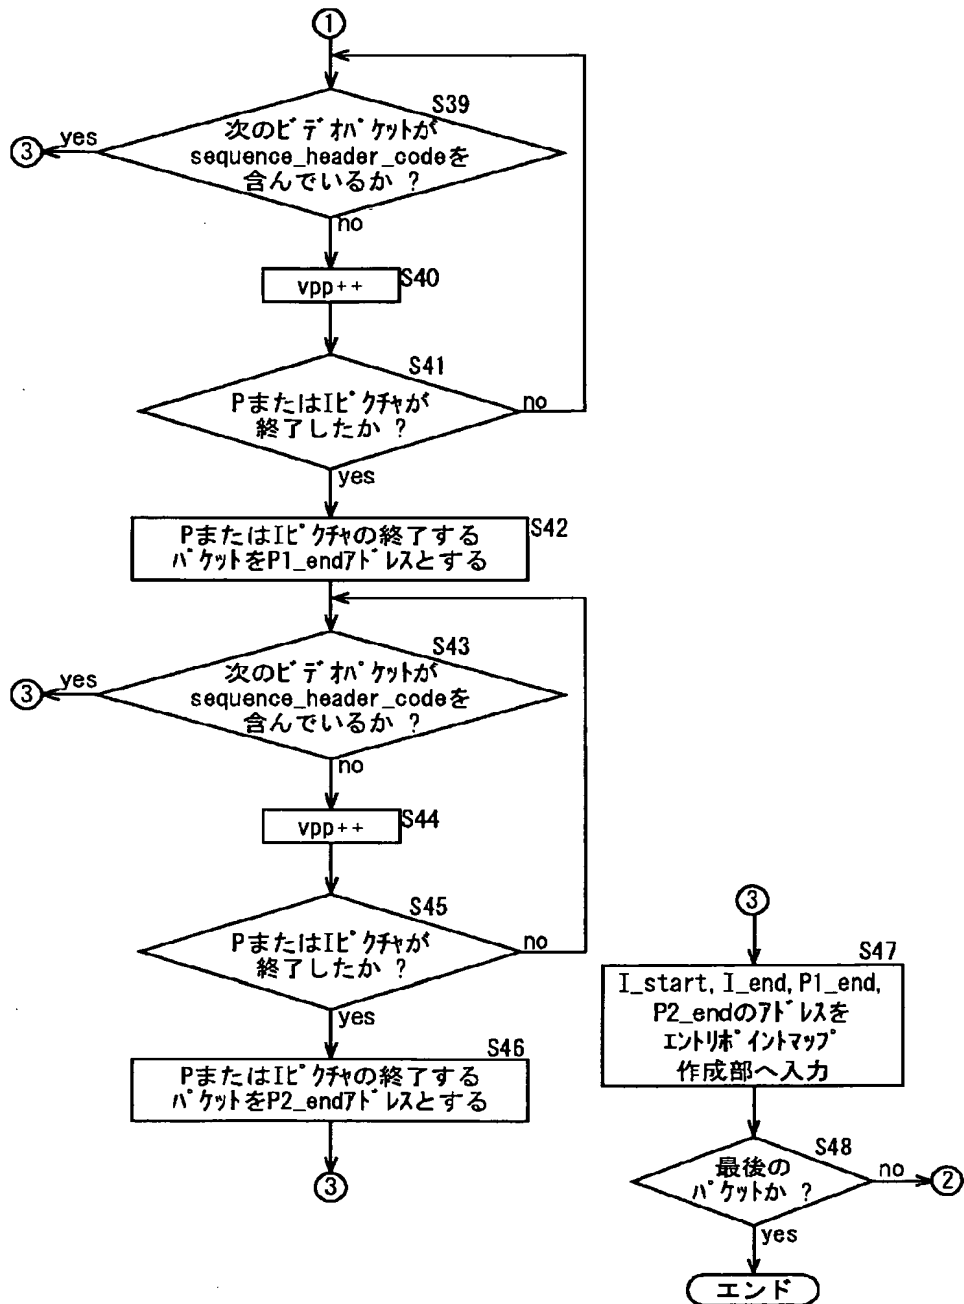 ①
S39
次のビデオパケットが
sequence_header_codeを
含んでいるか ?
yes
③
no
S40
vpp++
S41
PまたはIピクチャが
終了したか ?
no
yes
S42
PまたはIピクチャの終了する
パケットをP1_endアドレスとする
S43
次のビデオパケットが
sequence_header_codeを
含んでいるか ?
yes
③
no
S44
vpp++
S45
PまたはIピクチャが
終了したか ?
no
yes
S46
PまたはIピクチャの終了する
パケットをP2_endアドレスとする
③
③
S47
I_start, I_end, P1_end,
P2_endのアドレスを
エントリポイントマップ
作成部へ入力
S48
最後の
パケットか ?
no
②
yes
エンド